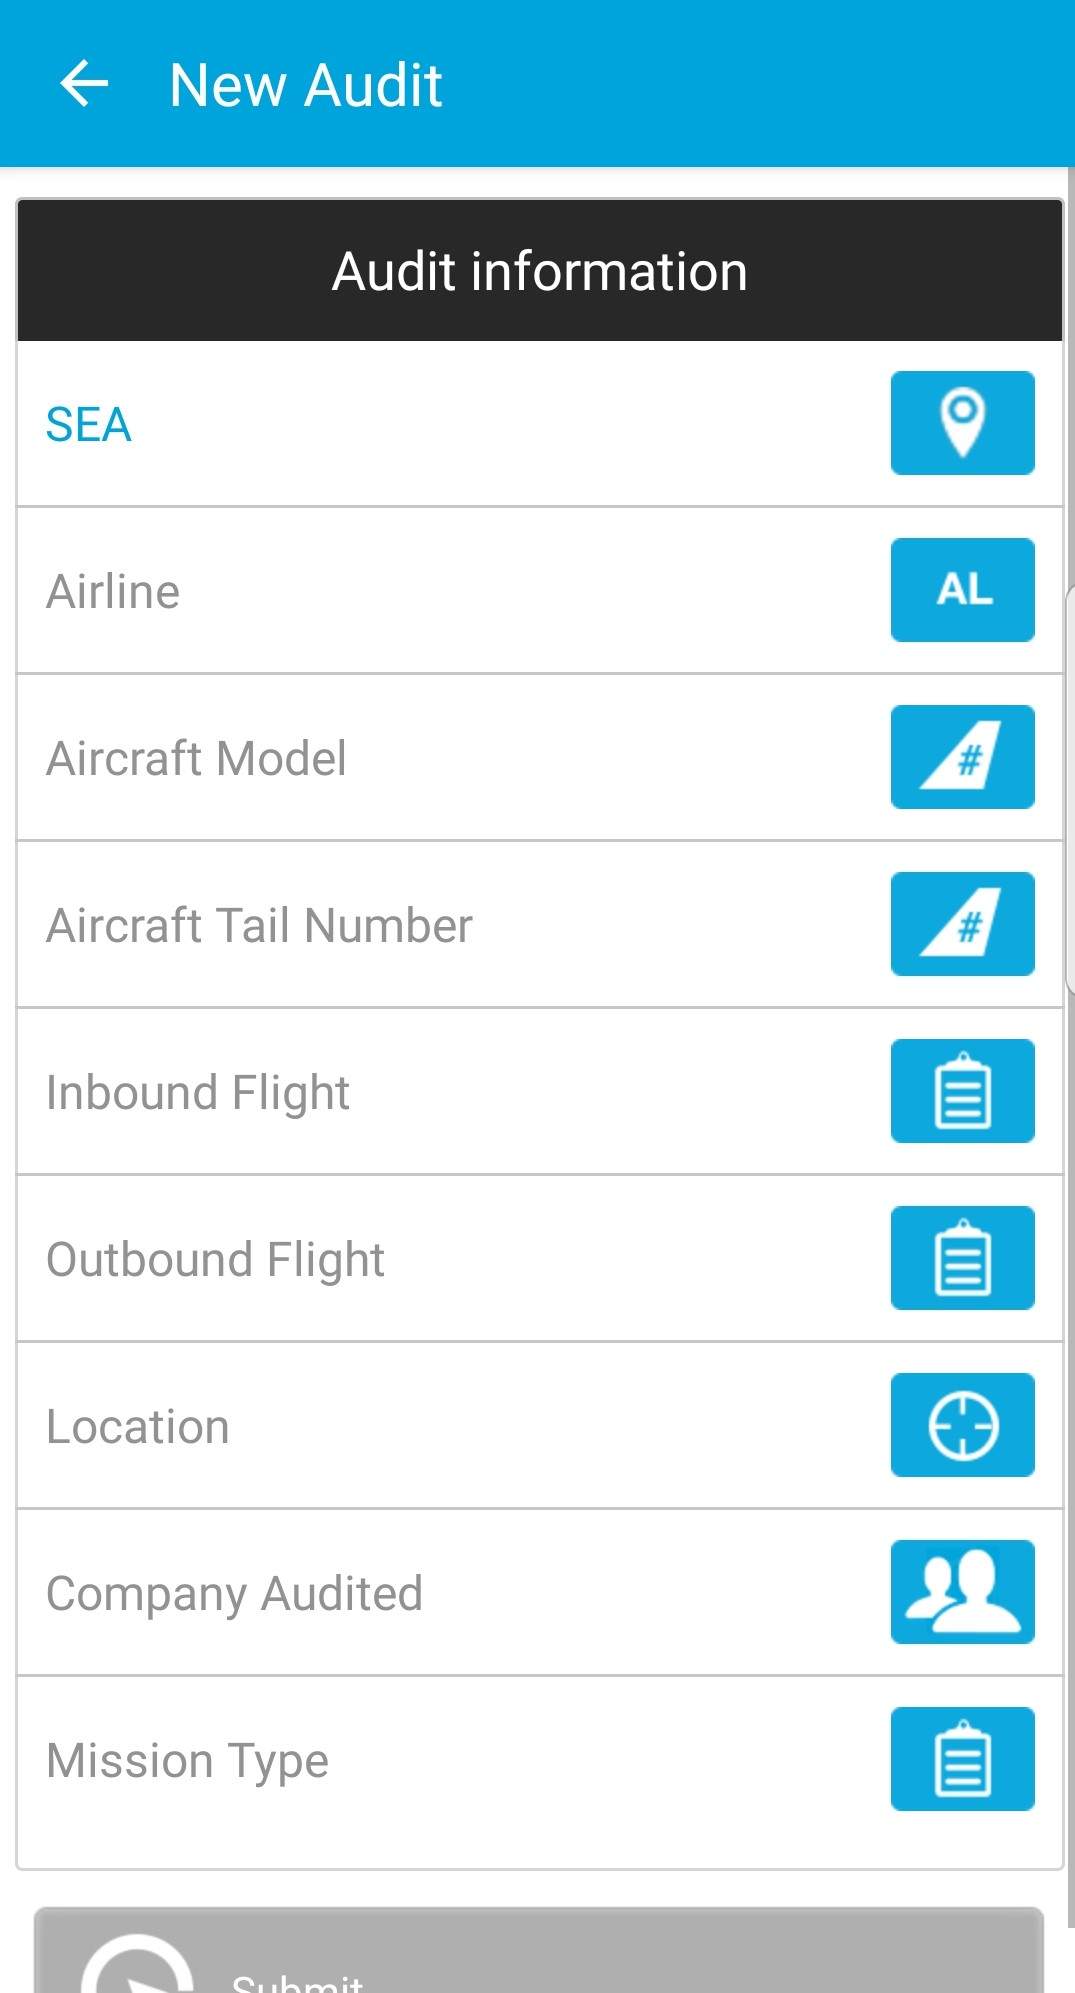 New Audit
Audit information
SEA
Airline
AL
Aircraft Model
#
Aircraft Tail Number
#
Inbound Flight
Outbound Flight
Location
Company Audited
Mission Type
Submit